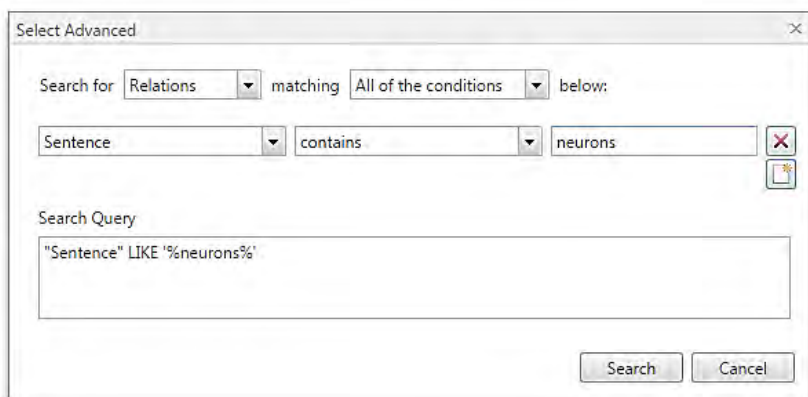 Select Advanced
Search for Relations matching All of the conditions below:
Sentence contains neurons
Search Query
"Sentence" LIKE '%neurons%'
Search Cancel